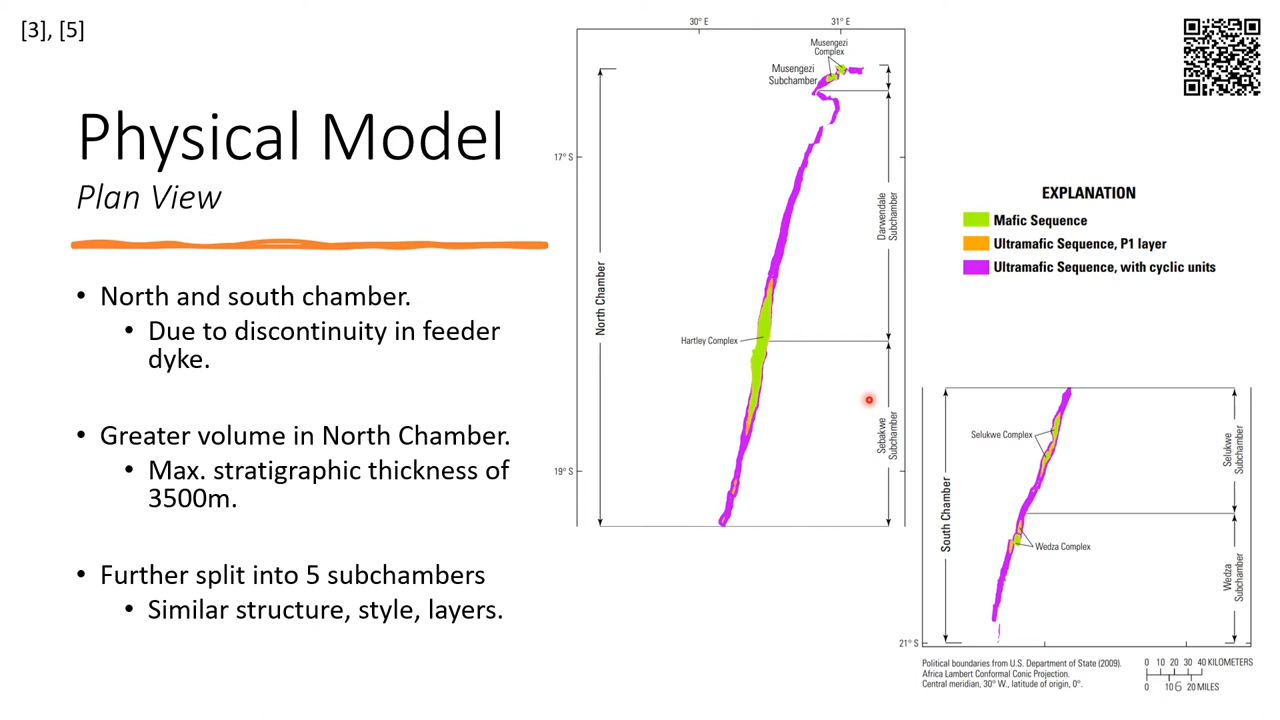 [3], [5]
Physical Model
Plan View
• North and south chamber.
• Due to discontinuity in feeder
dyke.
• Greater volume in North Chamber.
• Max. stratigraphic thickness of
3500m.
• Further split into 5 subchambers
• Similar structure, style, layers.
30° E
31° E
Musengezi
Complex
Musengezi
Subchamber
17° S
Darwendale
Subchamber
North Chamber
Hartley Complex
Sebakwe
Subchamber
19° S
EXPLANATION
Mafic Sequence
Ultramafic Sequence, P1 layer
Ultramafic Sequence, with cyclic units
Selukwe Complex
Selukwe
Subchamber
South Chamber
Wedza Complex
Wedza
Subchamber
21° S
Political boundaries from U.S. Department of State (2009).
Africa Lambert Conformal Conic Projection.
Central meridian, 30° W., latitude of origin, 0°.
0 10 20 30 40 KILOMETERS
0 10 20 MILES